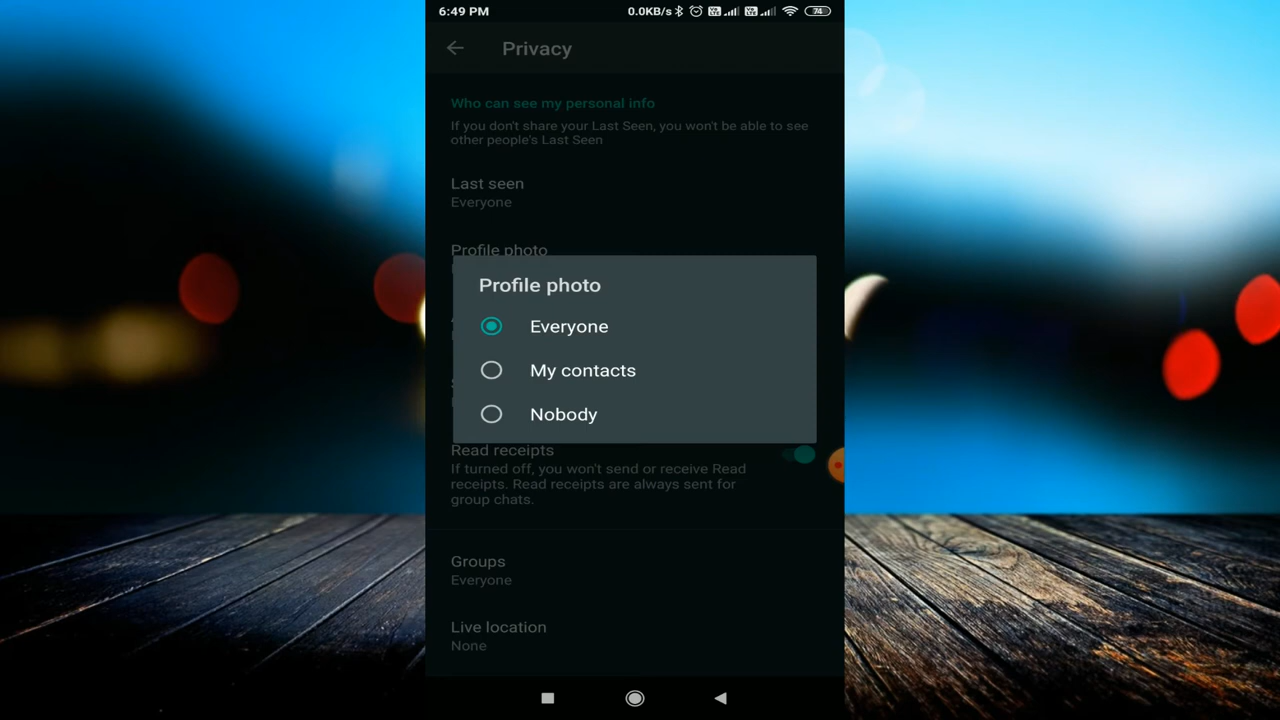 6:49 PM
0.0KB/s
74
Privacy
Who can see my personal info
If you don't share your Last Seen, you won't be able to see
other people's Last Seen
Last seen
Everyone
Profile photo
Profile photo
Everyone
My contacts
Nobody
Read receipts
If turned off, you won't send or receive Read
receipts. Read receipts are always sent for
group chats.
Groups
Everyone
Live location
None